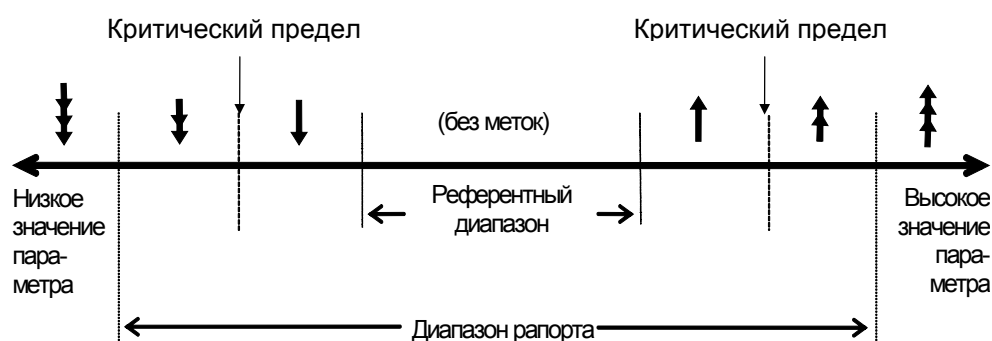 Критический предел
Критический предел
(без меток)
Низкое
значение
пара-
метра
Референтный
диапазон
Высокое
значение
пара-
метра
Диапазон рапорта